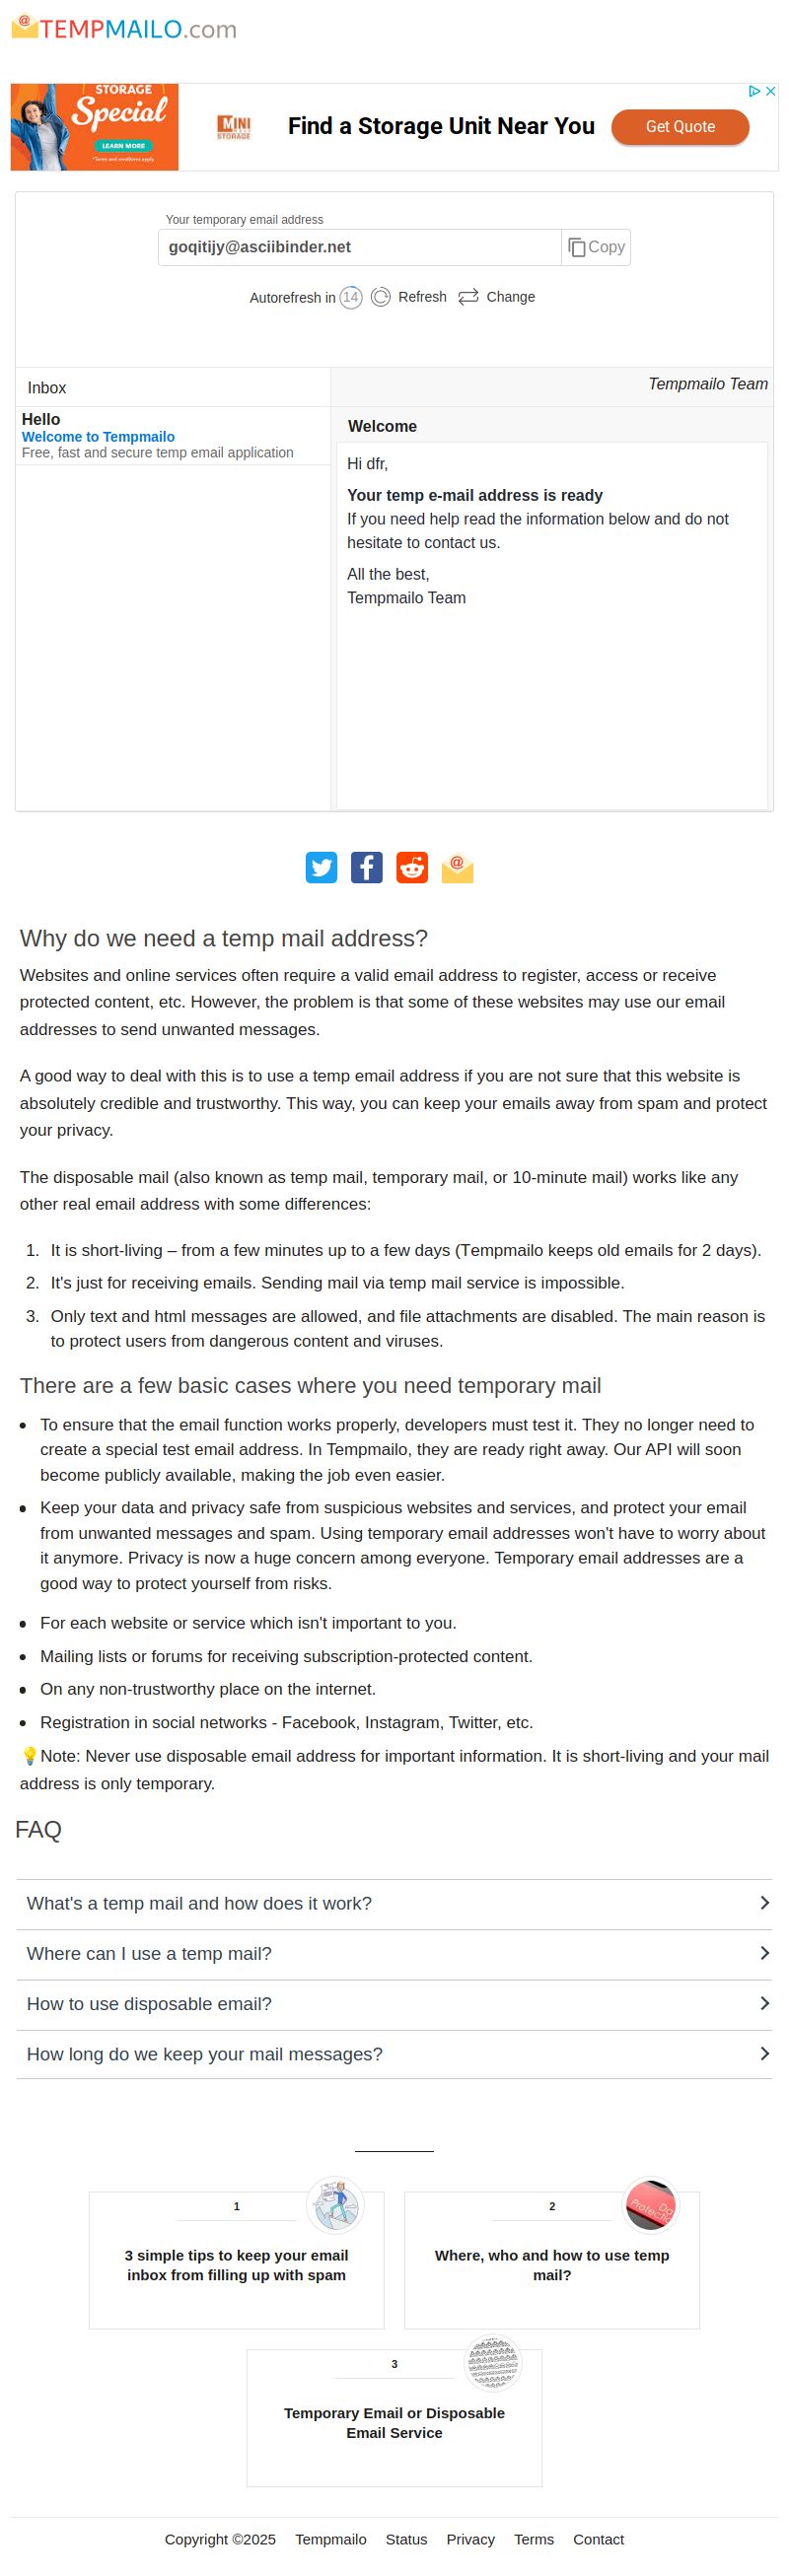 TEMPMAILO.com
STORAGE
Special
LEARN MORE
*Terms and conditions apply
MINI
STORAGE
Find a Storage Unit Near You
Get Quote
Your temporary email address
goqitijy@asciibinder.net
Copy
Autorefresh in 14 Refresh Change
Inbox
Tempmailo Team
Hello
Welcome to Tempmailo
Free, fast and secure temp email application
Welcome
Hi dfr,
Your temp e-mail address is ready
If you need help read the information below and do not
hesitate to contact us.
All the best,
Tempmailo Team
Why do we need a temp mail address?
Websites and online services often require a valid email address to register, access or receive
protected content, etc. However, the problem is that some of these websites may use our email
addresses to send unwanted messages.
A good way to deal with this is to use a temp email address if you are not sure that this website is
absolutely credible and trustworthy. This way, you can keep your emails away from spam and protect
your privacy.
The disposable mail (also known as temp mail, temporary mail, or 10-minute mail) works like any
other real email address with some differences:
1. It is short-living – from a few minutes up to a few days (Tempmailo keeps old emails for 2 days).
2. It's just for receiving emails. Sending mail via temp mail service is impossible.
3. Only text and html messages are allowed, and file attachments are disabled. The main reason is
to protect users from dangerous content and viruses.
There are a few basic cases where you need temporary mail
• To ensure that the email function works properly, developers must test it. They no longer need to
create a special test email address. In Tempmailo, they are ready right away. Our API will soon
become publicly available, making the job even easier.
• Keep your data and privacy safe from suspicious websites and services, and protect your email
from unwanted messages and spam. Using temporary email addresses won't have to worry about
it anymore. Privacy is now a huge concern among everyone. Temporary email addresses are a
good way to protect yourself from risks.
• For each website or service which isn't important to you.
• Mailing lists or forums for receiving subscription-protected content.
• On any non-trustworthy place on the internet.
• Registration in social networks - Facebook, Instagram, Twitter, etc.
💡Note: Never use disposable email address for important information. It is short-living and your mail
address is only temporary.
FAQ
What's a temp mail and how does it work?
Where can I use a temp mail?
How to use disposable email?
How long do we keep your mail messages?
1
3 simple tips to keep your email
inbox from filling up with spam
2
Where, who and how to use temp
mail?
3
Temporary Email or Disposable
Email Service
Copyright ©2025 Tempmailo Status Privacy Terms Contact